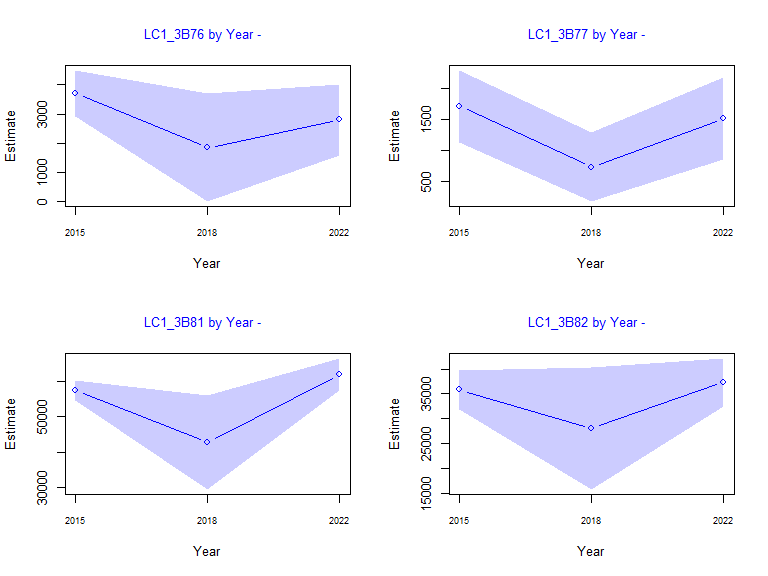 LC1_3B76 by Year -
Estimate
0
1000
3000
2015
2018
2022
Year
LC1_3B77 by Year -
Estimate
500
1500
2015
2018
2022
Year
LC1_3B81 by Year -
Estimate
30000
50000
2015
2018
2022
Year
LC1_3B82 by Year -
Estimate
15000
25000
35000
2015
2018
2022
Year